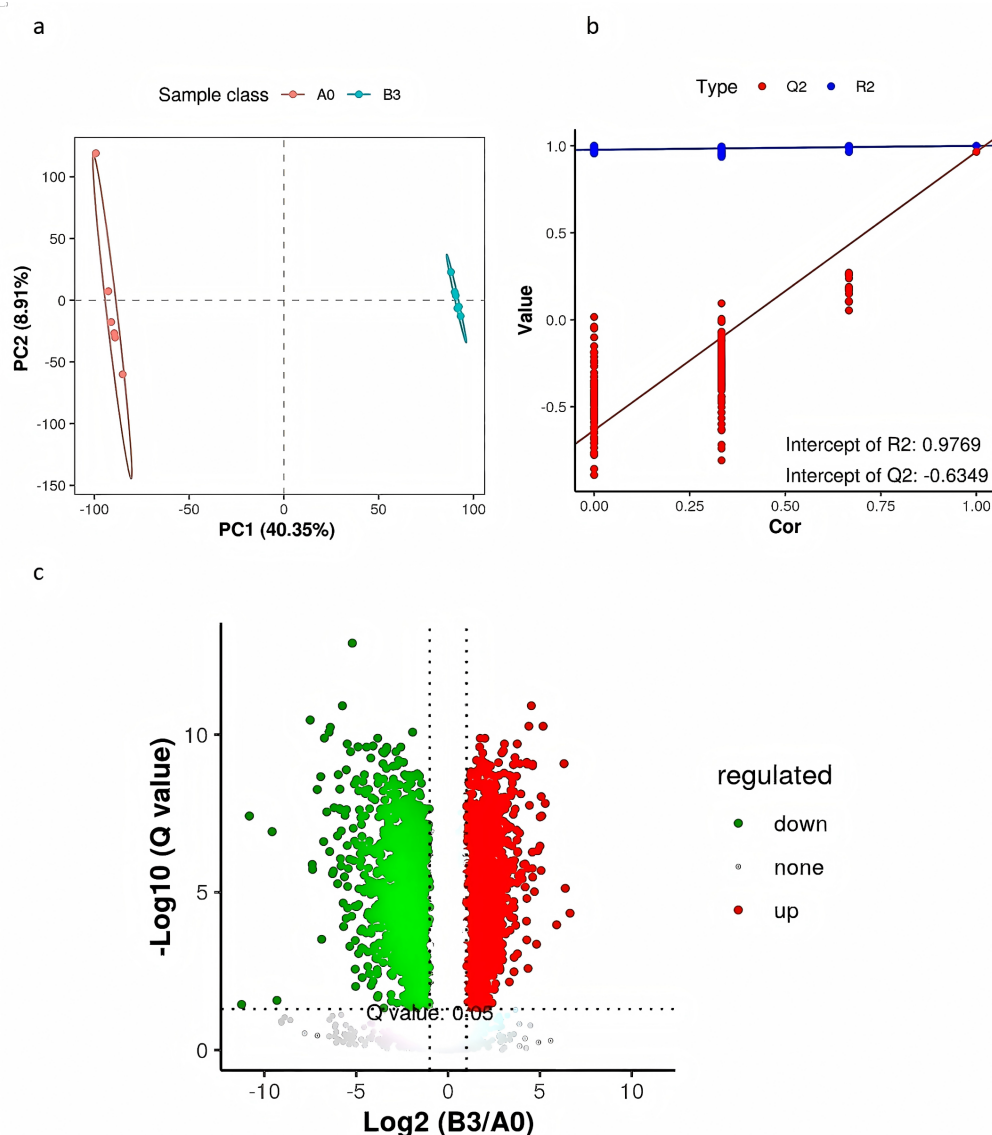 a
b
Sample class A0 B3
Type Q2 R2
100
50
0
-50
-100
-150
PC2 (8.91%)
-100 -50 0 50 100
PC1 (40.35%)
1.0
0.5
0.0
-0.5
Value
Intercept of R2: 0.9769
Intercept of Q2: -0.6349
0.00 0.25 0.50 0.75 1.00
Cor
c
10
5
0
-Log10 (Q value)
Q value: 0.05
-10 -5 0 5 10
Log2 (B3/A0)
regulated
down
none
up